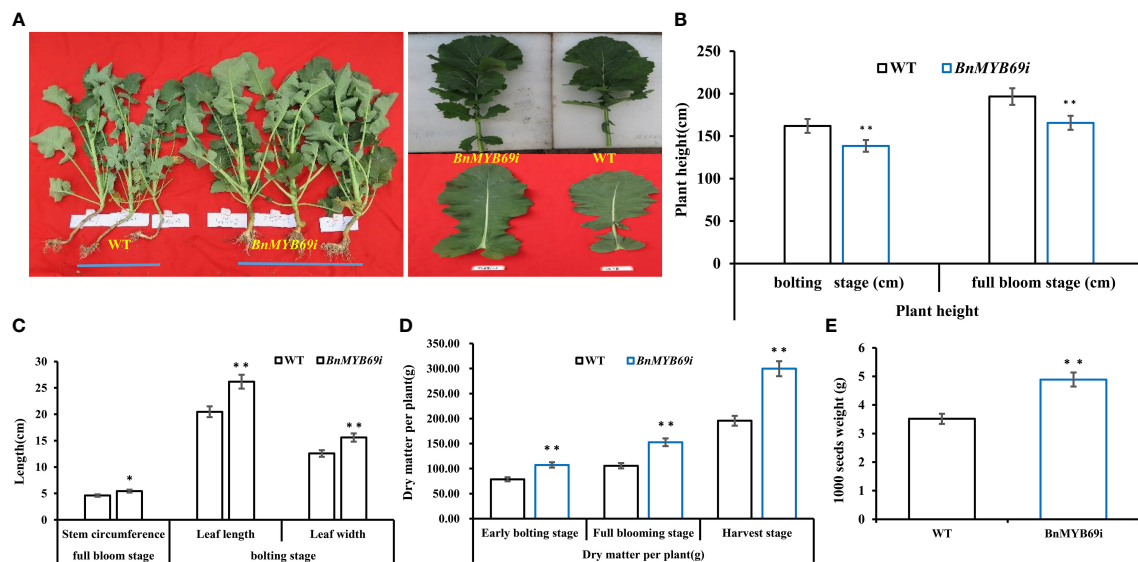 A
WT
BnMYB69i
BnMYB69i
WT
B
250
200
150
100
50
0
Plant height(cm)
WT BnMYB69i
**
**
bolting stage (cm) full bloom stage (cm)
Plant height
C
30
25
20
15
10
5
0
Length(cm)
WT BnMYB69i
*
**
**
Stem circumference Leaf length Leaf width
full bloom stage bolting stage
D
350.00
300.00
250.00
200.00
150.00
100.00
50.00
0.00
Dry matter per plant(g)
WT BnMYB69i
**
**
**
Early bolting stage Full blooming stage Harvest stage
Dry matter per plant(g)
E
6
5
4
3
2
1
0
1000 seeds weight (g)
**
WT BnMYB69i